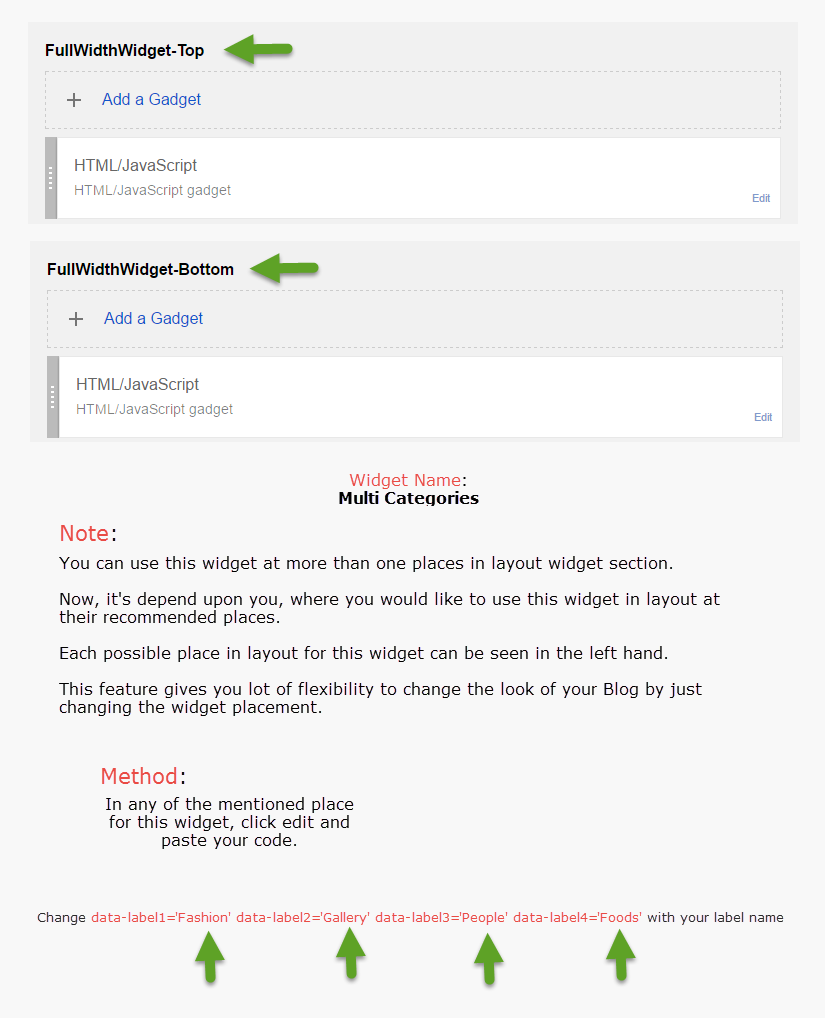 FullWidthWidget-Top
+ Add a Gadget
HTML/JavaScript
HTML/JavaScript gadget
Edit
FullWidthWidget-Bottom
+ Add a Gadget
HTML/JavaScript
HTML/JavaScript gadget
Edit
Widget Name:
Multi Categories
Note:
You can use this widget at more than one places in layout widget section.
Now, it's depend upon you, where you would like to use this widget in layout at
their recommended places.
Each possible place in layout for this widget can be seen in the left hand.
This feature gives you lot of flexibility to change the look of your Blog by just
changing the widget placement.
Method:
In any of the mentioned place
for this widget, click edit and
paste your code.
Change data-label1='Fashion' data-label2='Gallery' data-label3='People' data-label4='Foods' with your label name